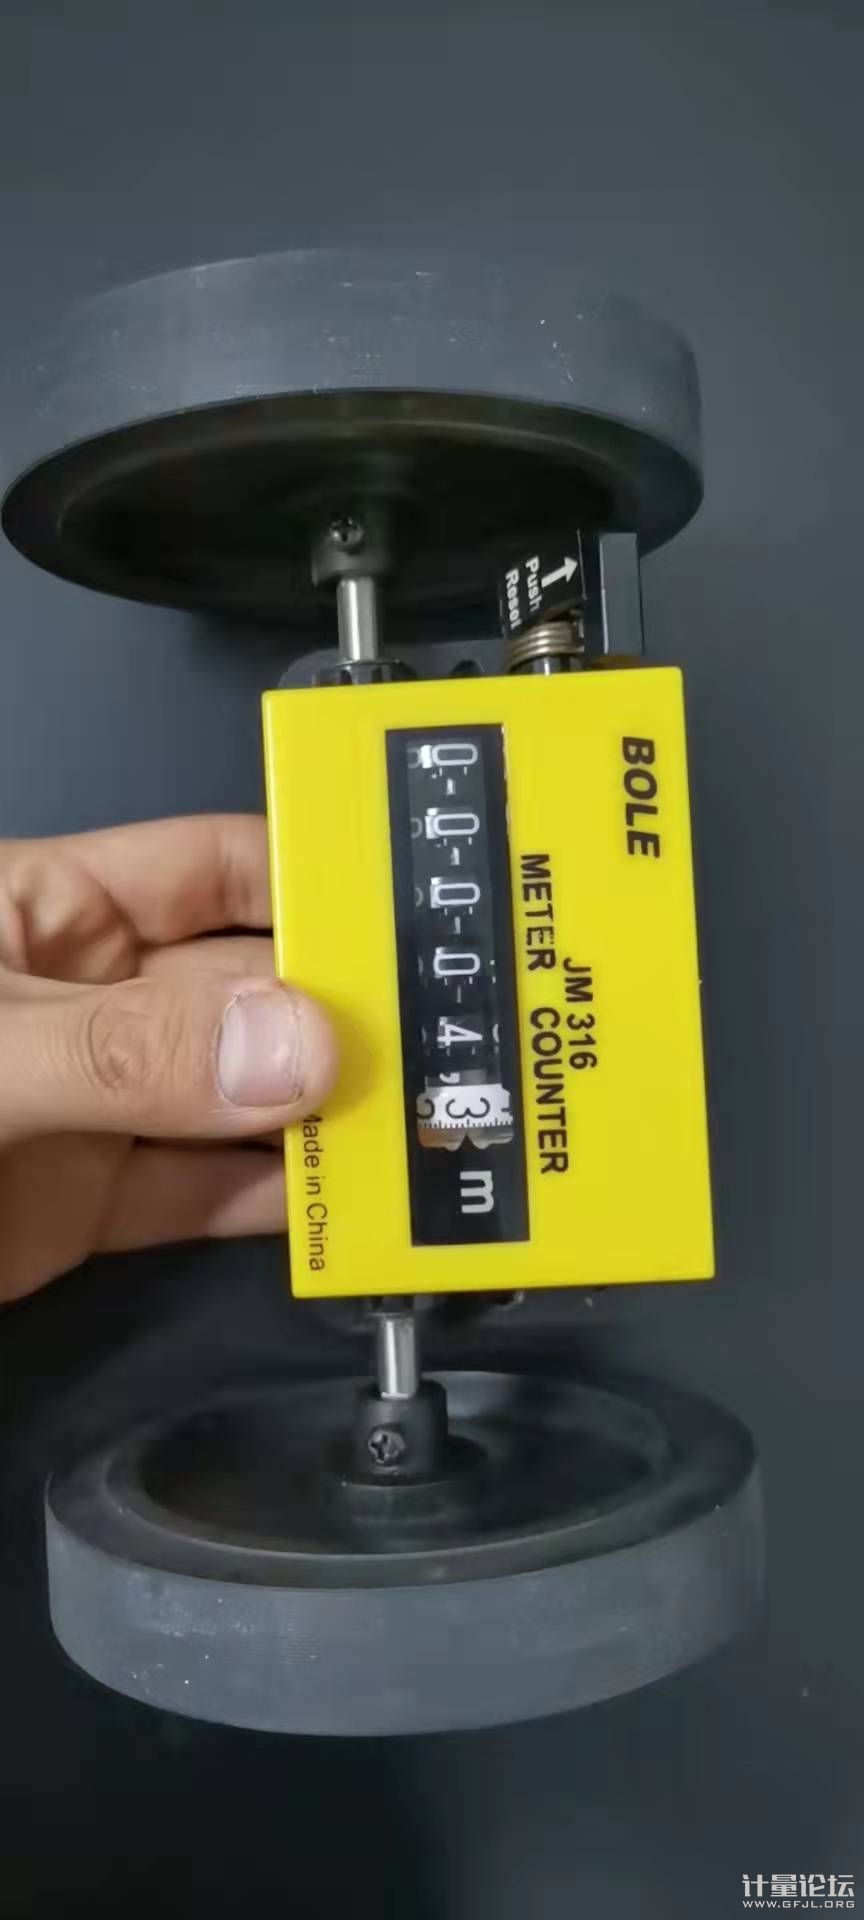 BOLE
JM 316
METER COUNTER
0 0 0 0 4 , 3 m
Made in China
Push
Reset
计量论坛
WWW.GFJL.ORG